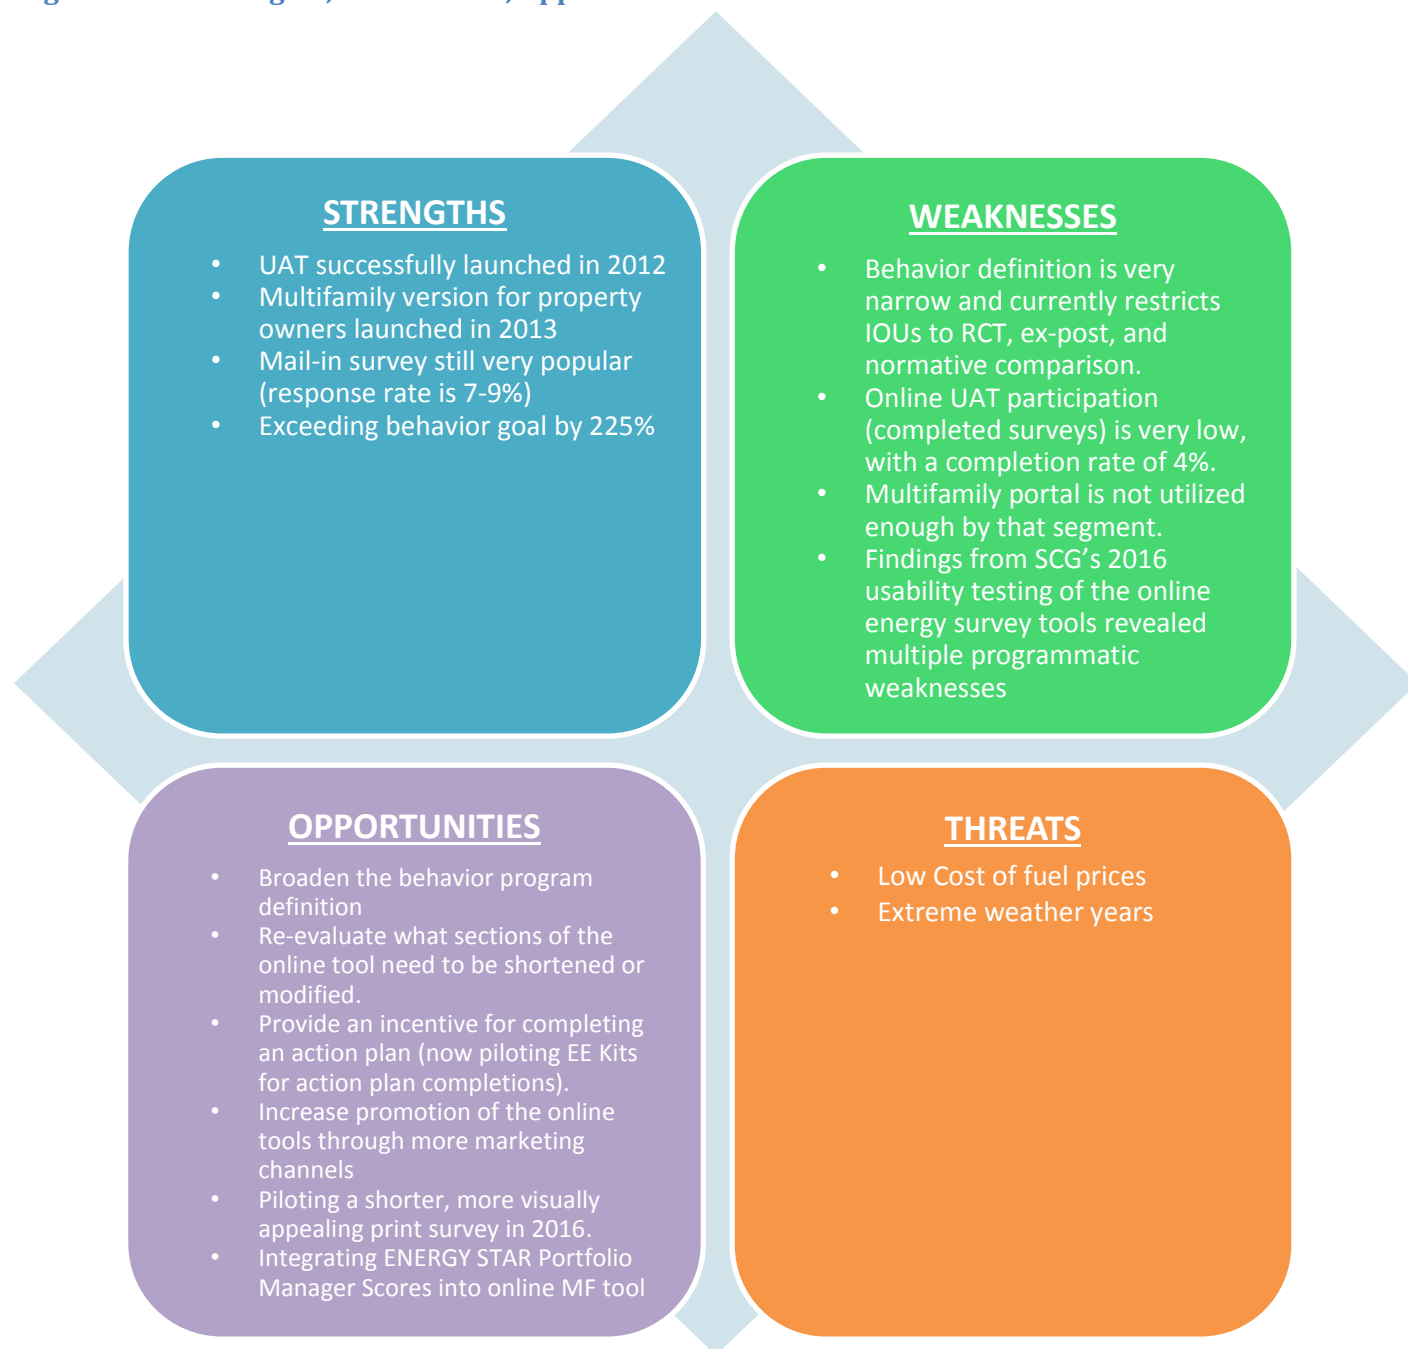 STRENGTHS
• UAT successfully launched in 2012
• Multifamily version for property
owners launched in 2013
• Mail-in survey still very popular
(response rate is 7-9%)
• Exceeding behavior goal by 225%
WEAKNESSES
• Behavior definition is very
narrow and currently restricts
IOUs to RCT, ex-post, and
normative comparison.
• Online UAT participation
(completed surveys) is very low,
with a completion rate of 4%.
• Multifamily portal is not utilized
enough by that segment.
• Findings from SCG’s 2016
usability testing of the online
energy survey tools revealed
multiple programmatic
weaknesses
OPPORTUNITIES
• Broaden the behavior program
definition
• Re-evaluate what sections of the
online tool need to be shortened or
modified.
• Provide an incentive for completing
an action plan (now piloting EE Kits
for action plan completions).
• Increase promotion of the online
tools through more marketing
channels
• Piloting a shorter, more visually
appealing print survey in 2016.
• Integrating ENERGY STAR Portfolio
Manager Scores into online MF tool
THREATS
• Low Cost of fuel prices
• Extreme weather years